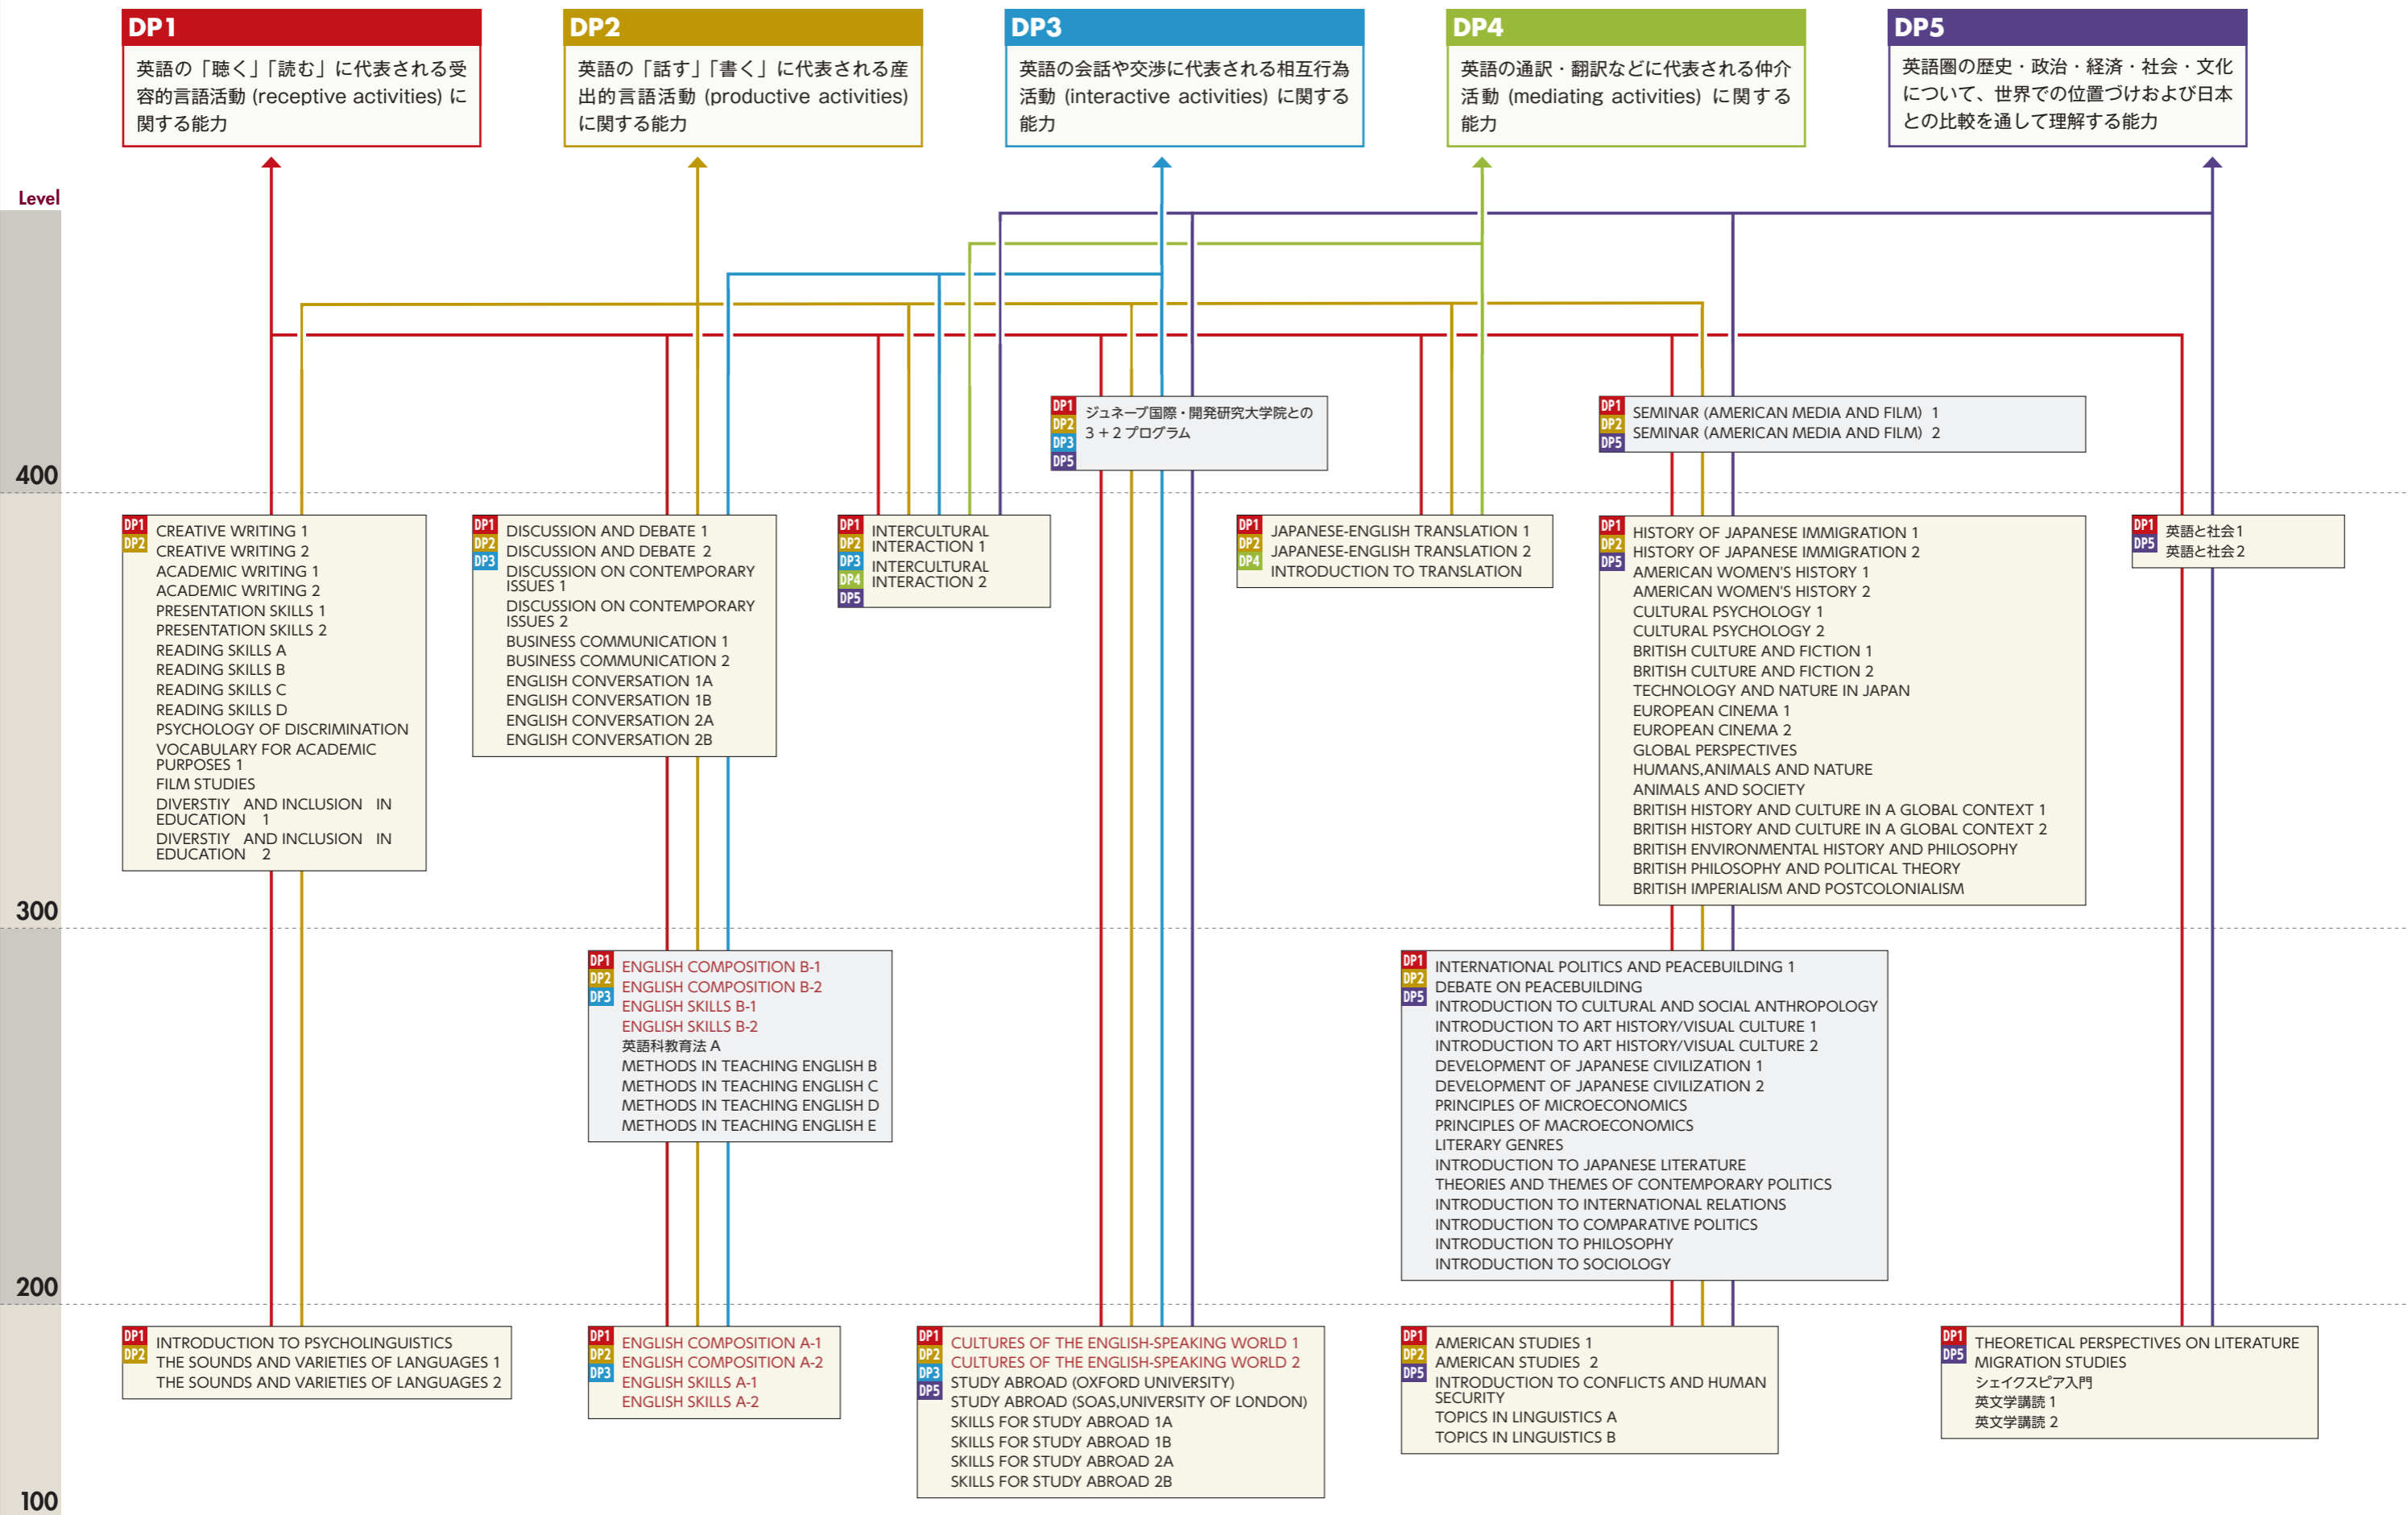 DP1
英語の「聴く」「読む」に代表される受
容的言語活動 (receptive activities) に
関する能力
DP2
英語の「話す」「書く」に代表される産
出的言語活動 (productive activities)
に関する能力
DP3
英語の会話や交渉に代表される相互行為
活動 (interactive activities) に関する
能力
DP4
英語の通訳・翻訳などに代表される仲介
活動 (mediating activities) に関する
能力
DP5
英語圏の歴史・政治・経済・社会・文化
について、世界での位置づけおよび日本
との比較を通して理解する能力
Level
400
DP1
DP2
DP3
DP5
ジュネーブ国際・開発研究大学院との
3 + 2 プログラム
DP1
DP2
DP5
SEMINAR (AMERICAN MEDIA AND FILM) 1
SEMINAR (AMERICAN MEDIA AND FILM) 2
300
DP1
DP2
CREATIVE WRITING 1
CREATIVE WRITING 2
ACADEMIC WRITING 1
ACADEMIC WRITING 2
PRESENTATION SKILLS 1
PRESENTATION SKILLS 2
READING SKILLS A
READING SKILLS B
READING SKILLS C
READING SKILLS D
PSYCHOLOGY OF DISCRIMINATION
VOCABULARY FOR ACADEMIC
PURPOSES 1
FILM STUDIES
DIVERSTIY AND INCLUSION IN
EDUCATION 1
DIVERSTIY AND INCLUSION IN
EDUCATION 2
DP1
DP2
DP3
DISCUSSION AND DEBATE 1
DISCUSSION AND DEBATE 2
DISCUSSION ON CONTEMPORARY
ISSUES 1
DISCUSSION ON CONTEMPORARY
ISSUES 2
BUSINESS COMMUNICATION 1
BUSINESS COMMUNICATION 2
ENGLISH CONVERSATION 1A
ENGLISH CONVERSATION 1B
ENGLISH CONVERSATION 2A
ENGLISH CONVERSATION 2B
DP1
DP2
DP3
DP4
DP5
INTERCULTURAL
INTERACTION 1
INTERCULTURAL
INTERACTION 2
DP1
DP2
DP4
JAPANESE-ENGLISH TRANSLATION 1
JAPANESE-ENGLISH TRANSLATION 2
INTRODUCTION TO TRANSLATION
DP1
DP2
DP5
HISTORY OF JAPANESE IMMIGRATION 1
HISTORY OF JAPANESE IMMIGRATION 2
AMERICAN WOMEN'S HISTORY 1
AMERICAN WOMEN'S HISTORY 2
CULTURAL PSYCHOLOGY 1
CULTURAL PSYCHOLOGY 2
BRITISH CULTURE AND FICTION 1
BRITISH CULTURE AND FICTION 2
TECHNOLOGY AND NATURE IN JAPAN
EUROPEAN CINEMA 1
EUROPEAN CINEMA 2
GLOBAL PERSPECTIVES
HUMANS,ANIMALS AND NATURE
ANIMALS AND SOCIETY
BRITISH HISTORY AND CULTURE IN A GLOBAL CONTEXT 1
BRITISH HISTORY AND CULTURE IN A GLOBAL CONTEXT 2
BRITISH ENVIRONMENTAL HISTORY AND PHILOSOPHY
BRITISH PHILOSOPHY AND POLITICAL THEORY
BRITISH IMPERIALISM AND POSTCOLONIALISM
DP1
DP5
英語と社会1
英語と社会2
200
DP1
DP2
DP3
ENGLISH COMPOSITION B-1
ENGLISH COMPOSITION B-2
ENGLISH SKILLS B-1
ENGLISH SKILLS B-2
英語科教育法 A
METHODS IN TEACHING ENGLISH B
METHODS IN TEACHING ENGLISH C
METHODS IN TEACHING ENGLISH D
METHODS IN TEACHING ENGLISH E
DP1
DP2
DP5
INTERNATIONAL POLITICS AND PEACEBUILDING 1
DEBATE ON PEACEBUILDING
INTRODUCTION TO CULTURAL AND SOCIAL ANTHROPOLOGY
INTRODUCTION TO ART HISTORY/VISUAL CULTURE 1
INTRODUCTION TO ART HISTORY/VISUAL CULTURE 2
DEVELOPMENT OF JAPANESE CIVILIZATION 1
DEVELOPMENT OF JAPANESE CIVILIZATION 2
PRINCIPLES OF MICROECONOMICS
PRINCIPLES OF MACROECONOMICS
LITERARY GENRES
INTRODUCTION TO JAPANESE LITERATURE
THEORIES AND THEMES OF CONTEMPORARY POLITICS
INTRODUCTION TO INTERNATIONAL RELATIONS
INTRODUCTION TO COMPARATIVE POLITICS
INTRODUCTION TO PHILOSOPHY
INTRODUCTION TO SOCIOLOGY
100
DP1
DP2
INTRODUCTION TO PSYCHOLINGUISTICS
THE SOUNDS AND VARIETIES OF LANGUAGES 1
THE SOUNDS AND VARIETIES OF LANGUAGES 2
DP1
DP2
DP3
ENGLISH COMPOSITION A-1
ENGLISH COMPOSITION A-2
ENGLISH SKILLS A-1
ENGLISH SKILLS A-2
DP1
DP2
DP3
DP5
CULTURES OF THE ENGLISH-SPEAKING WORLD 1
CULTURES OF THE ENGLISH-SPEAKING WORLD 2
STUDY ABROAD (OXFORD UNIVERSITY)
STUDY ABROAD (SOAS,UNIVERSITY OF LONDON)
SKILLS FOR STUDY ABROAD 1A
SKILLS FOR STUDY ABROAD 1B
SKILLS FOR STUDY ABROAD 2A
SKILLS FOR STUDY ABROAD 2B
DP1
DP2
DP5
AMERICAN STUDIES 1
AMERICAN STUDIES 2
INTRODUCTION TO CONFLICTS AND HUMAN
SECURITY
TOPICS IN LINGUISTICS A
TOPICS IN LINGUISTICS B
DP1
DP5
THEORETICAL PERSPECTIVES ON LITERATURE
MIGRATION STUDIES
シェイクスピア入門
英文学講読 1
英文学講読 2